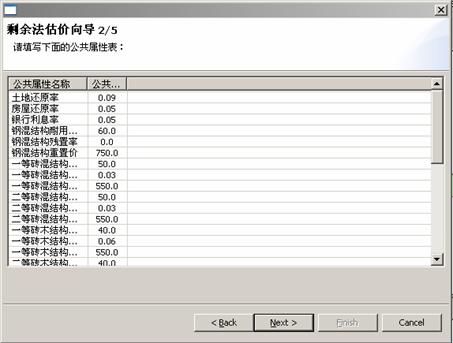 剩余法估价向导 2/5
请填写下面的公共属性表：
公共属性名称 公共...
土地还原率 0.09
房屋还原率 0.05
银行利息率 0.05
钢混结构耐用... 60.0
钢混结构残置率 0.0
钢混结构重置价 750.0
一等砖混结构... 50.0
一等砖混结构... 0.03
一等砖混结构... 550.0
二等砖混结构... 50.0
二等砖混结构... 0.03
二等砖混结构... 550.0
一等砖木结构... 40.0
一等砖木结构... 0.06
一等砖木结构... 550.0
二等砖木结构... 40.0
< Back Next > Finish Cancel